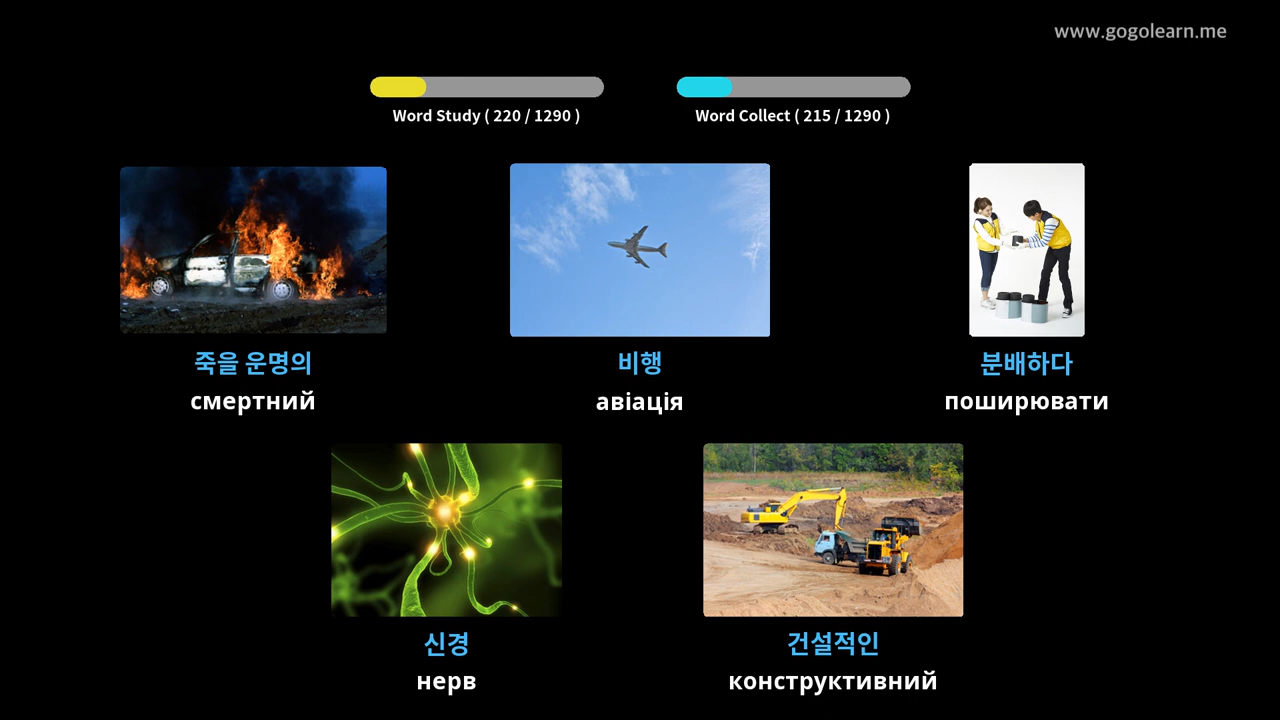 www.gogolearn.me
Word Study ( 220 / 1290 )
Word Collect ( 215 / 1290 )
죽을 운명의
смертний
비행
авіація
분배하다
поширювати
신경
нерв
건설적인
конструктивний